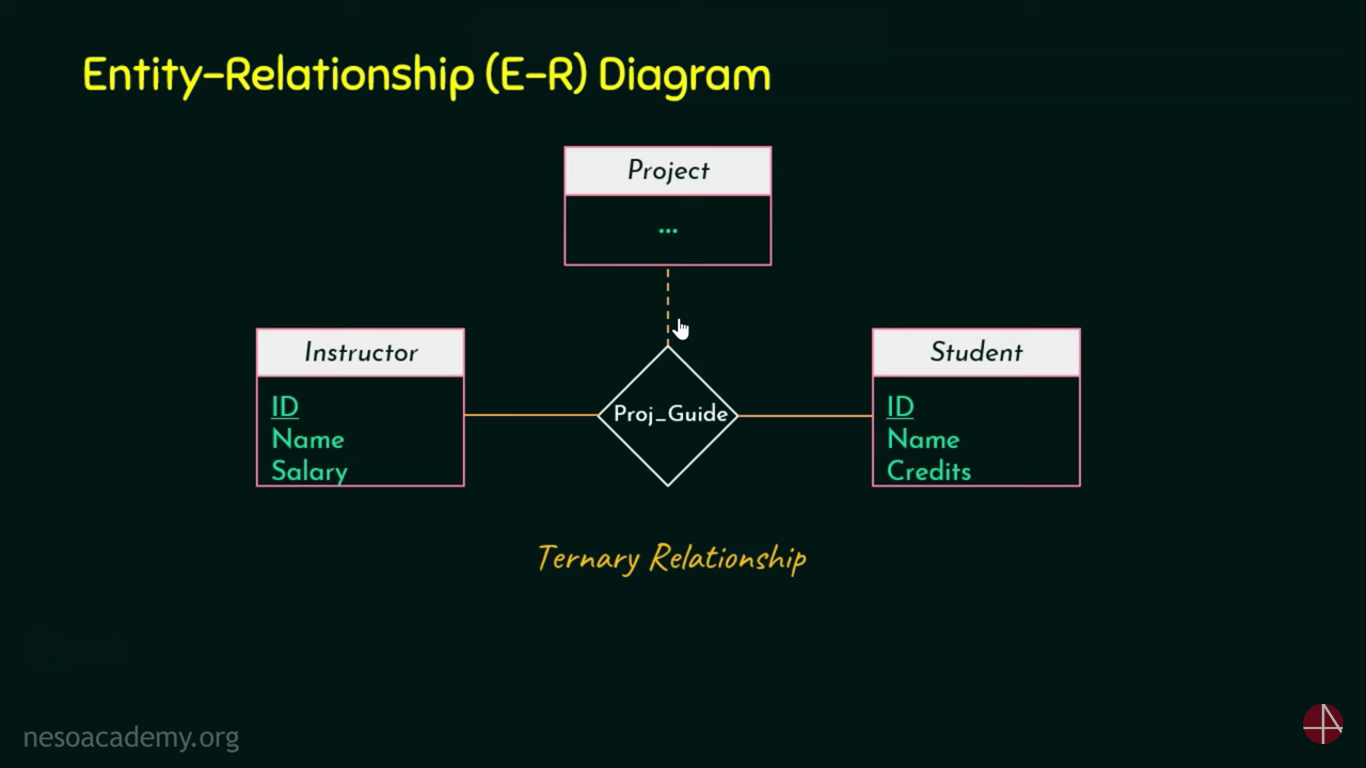 Entity-Relationship (E-R) Diagram
Project
...
Instructor
ID
Name
Salary
Proj_Guide
Student
ID
Name
Credits
Ternary Relationship
nesoacademy.org